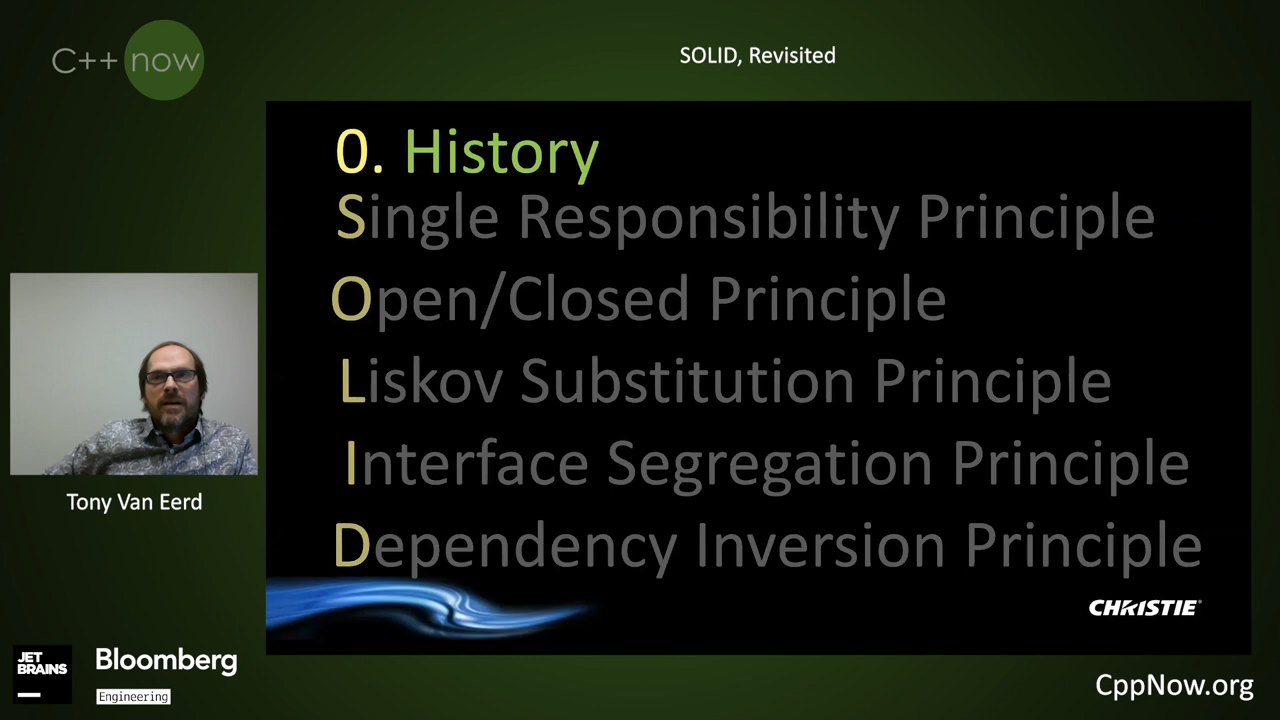 C++ now
SOLID, Revisited
0. History
Single Responsibility Principle
Open/Closed Principle
Liskov Substitution Principle
Interface Segregation Principle
Dependency Inversion Principle
CHRISTIE®
Tony Van Eerd
JET
BRAINS
Bloomberg
Engineering
CppNow.org